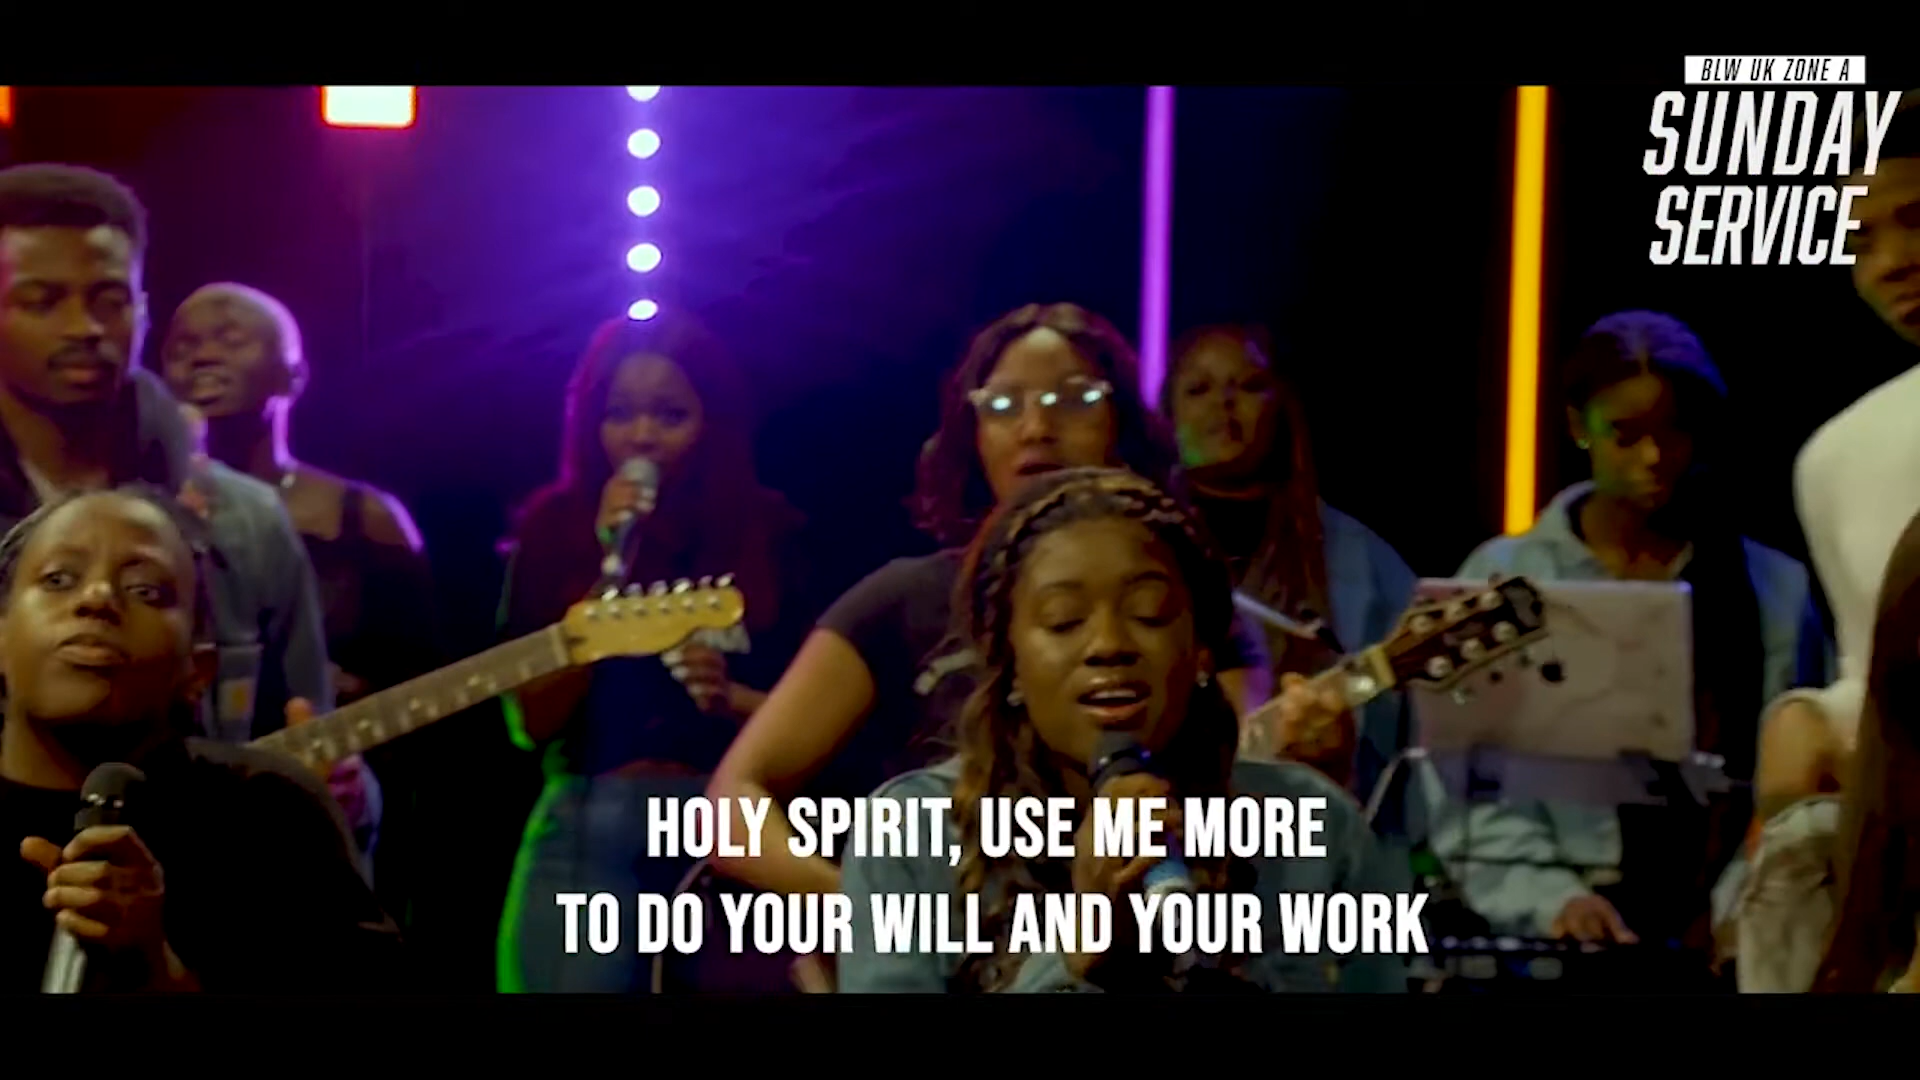 BLW UK ZONE A
SUNDAY
SERVICE
HOLY SPIRIT, USE ME MORE
TO DO YOUR WILL AND YOUR WORK